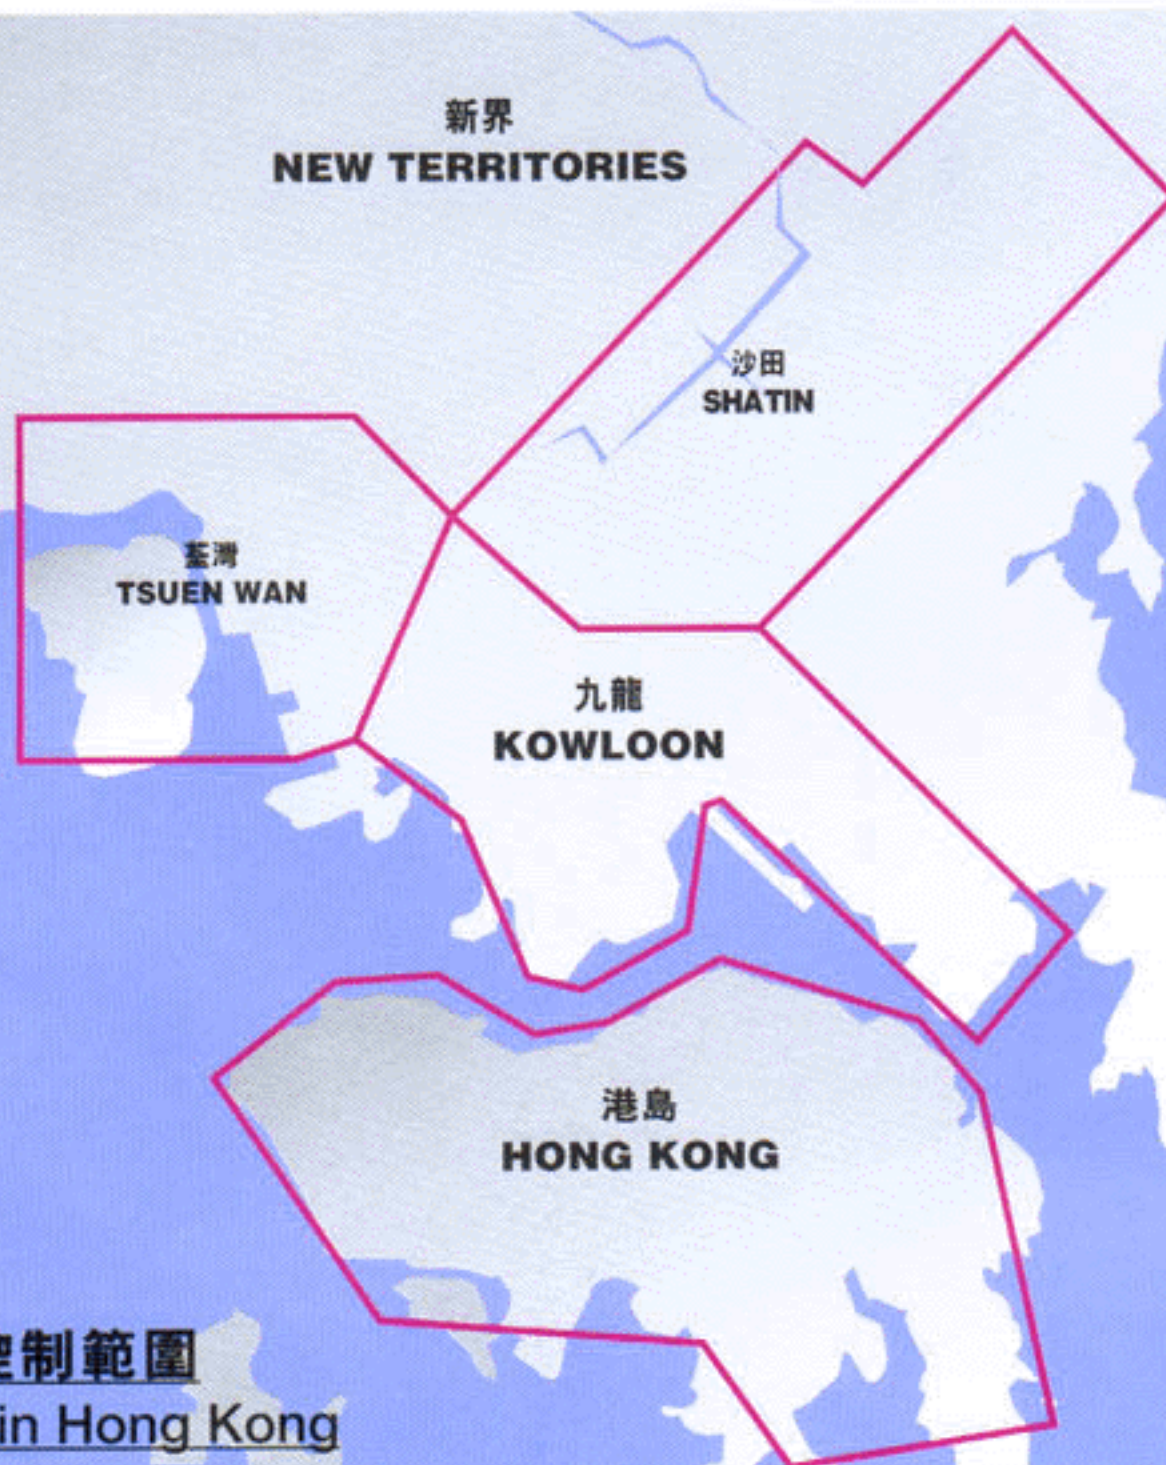 新界
NEW TERRITORIES
沙田
SHATIN
荃灣
TSUEN WAN
九龍
KOWLOON
港島
HONG KONG
制範圍
in Hong Kong